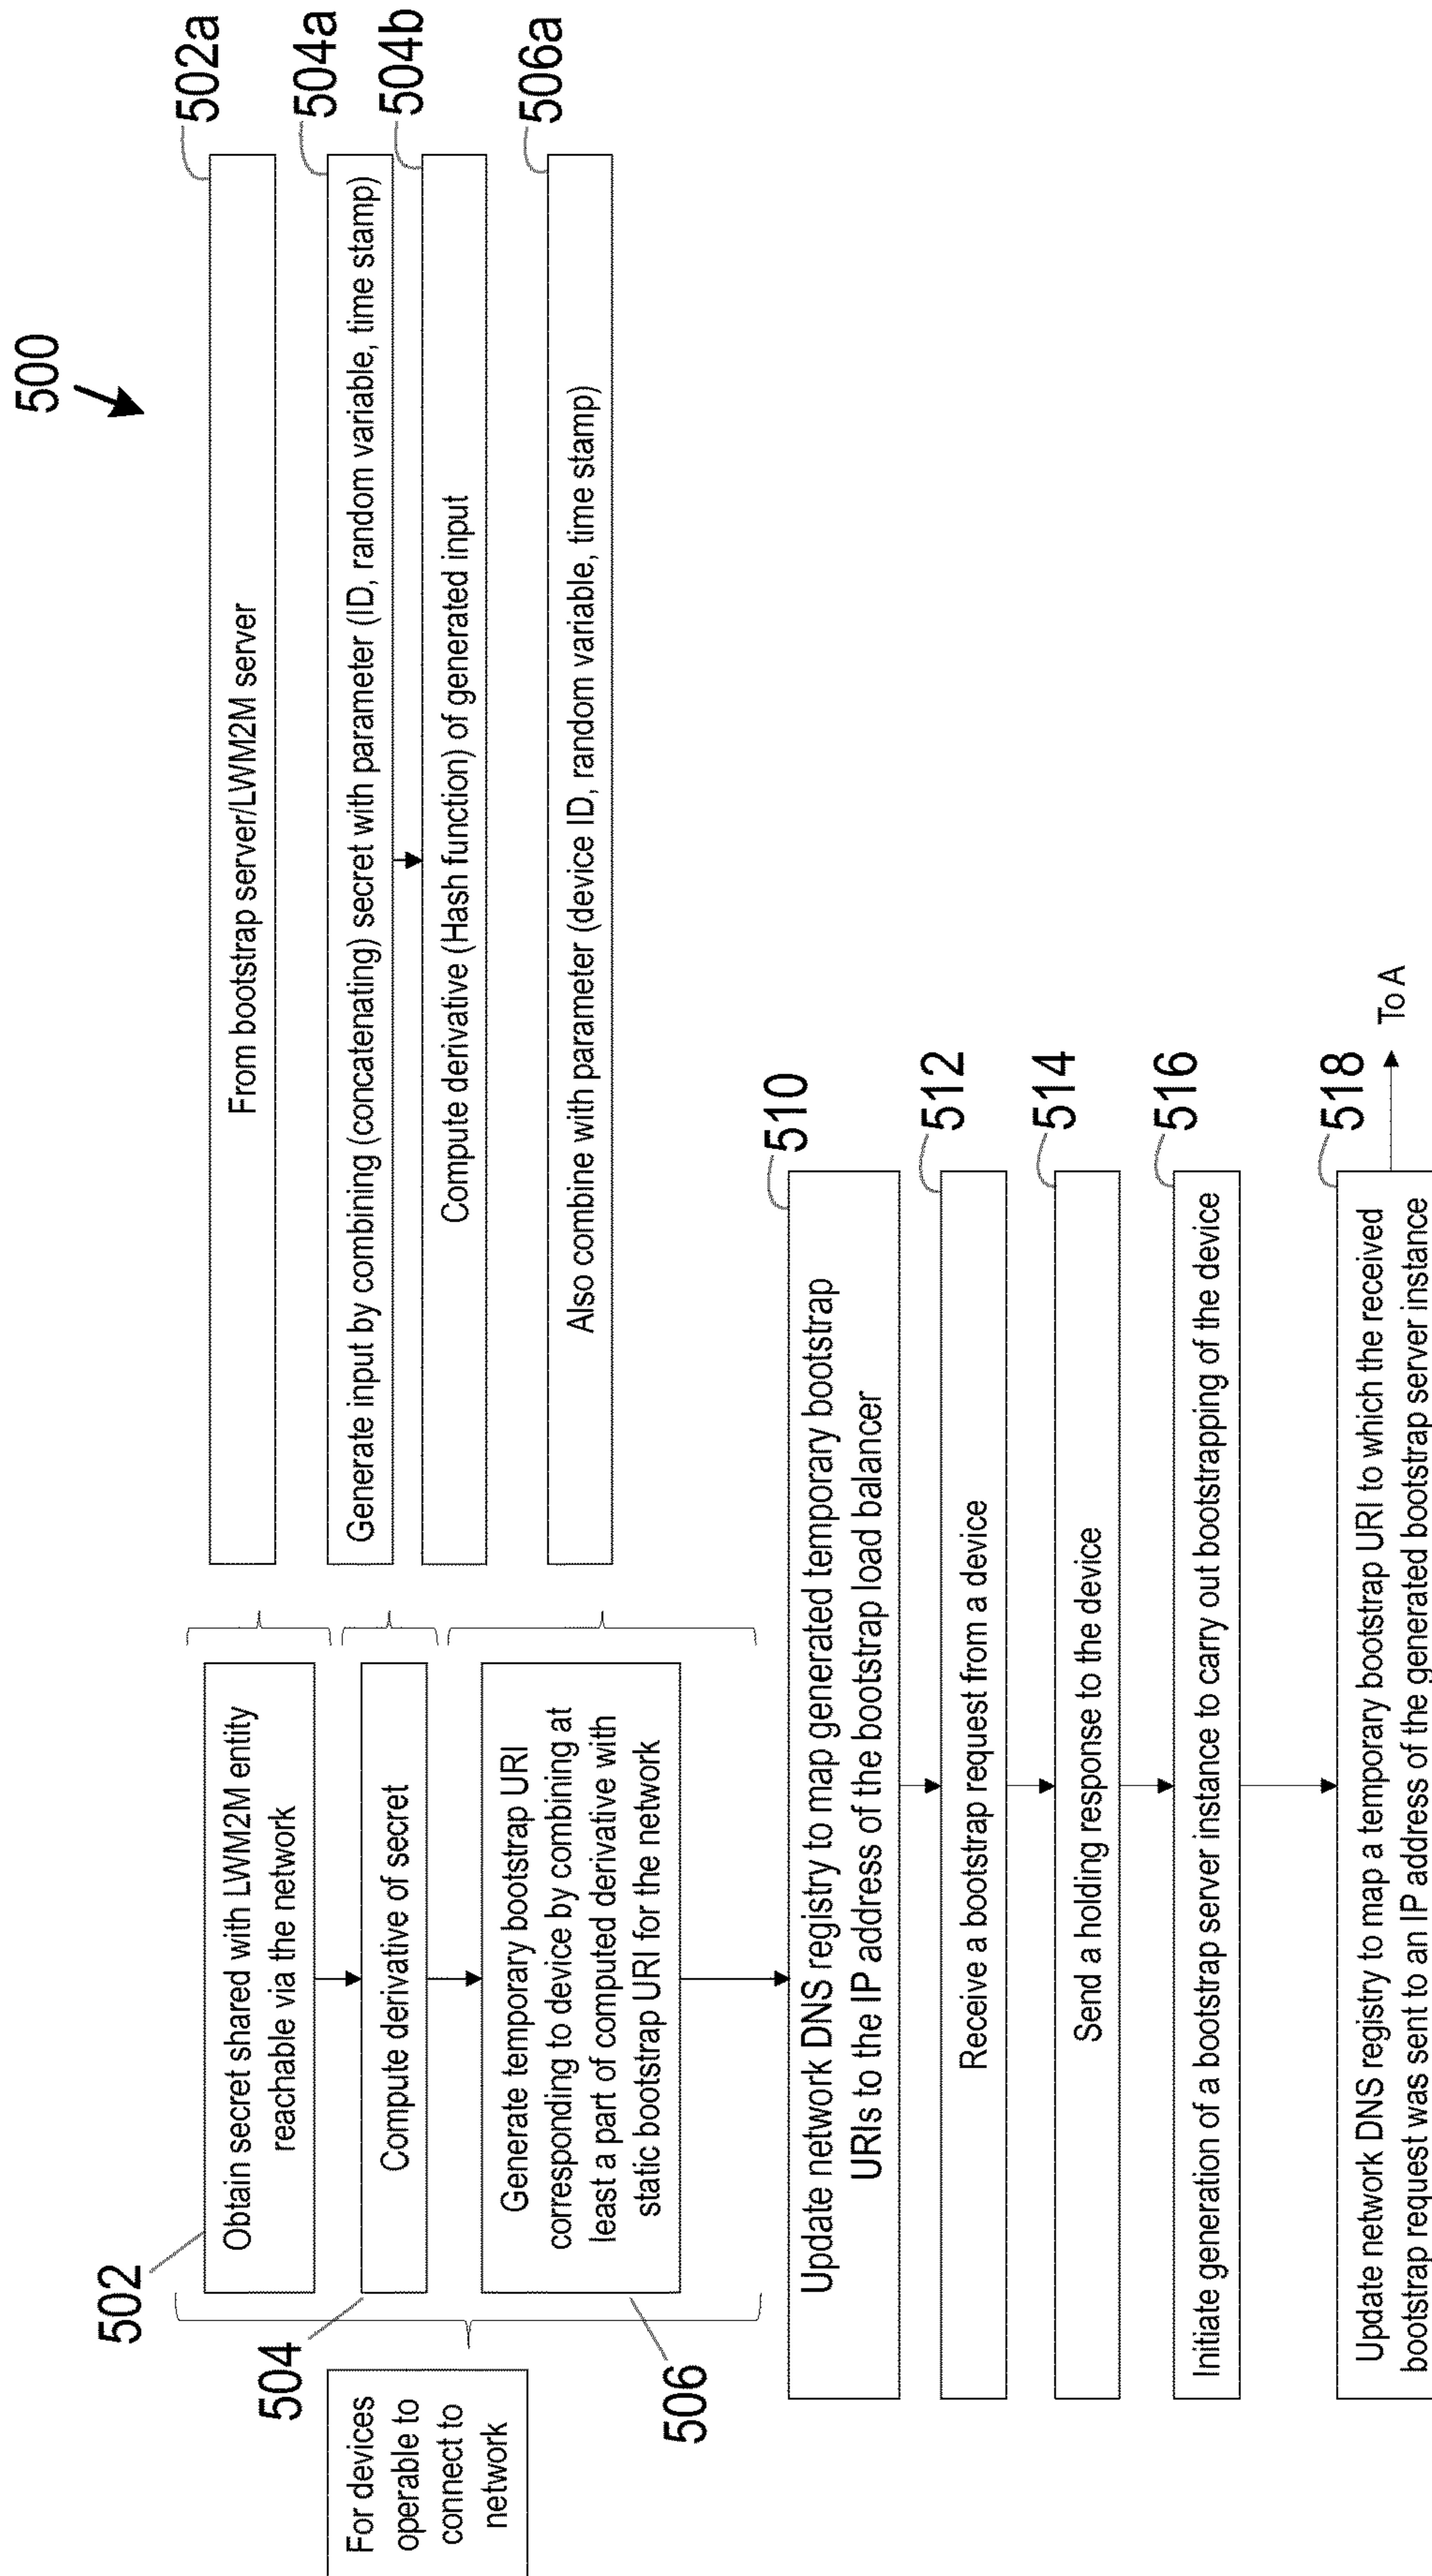 500
502
Obtain secret shared with LWM2M entity
reachable via the network
502a
From bootstrap server/LWM2M server
For devices
operable to
connect to
network
504
Compute derivative of secret
504a
Generate input by combining (concatenating) secret with parameter (ID, random variable, time stamp)
504b
Compute derivative (Hash function) of generated input
506
Generate temporary bootstrap URI
corresponding to device by combining at
least a part of computed derivative with
static bootstrap URI for the network
506a
Also combine with parameter (device ID, random variable, time stamp)
510
Update network DNS registry to map generated temporary bootstrap
URIs to the IP address of the bootstrap load balancer
512
Receive a bootstrap request from a device
514
Send a holding response to the device
516
Initiate generation of a bootstrap server instance to carry out bootstrapping of the device
518
Update network DNS registry to map a temporary bootstrap URI to which the received
bootstrap request was sent to an IP address of the generated bootstrap server instance
To A